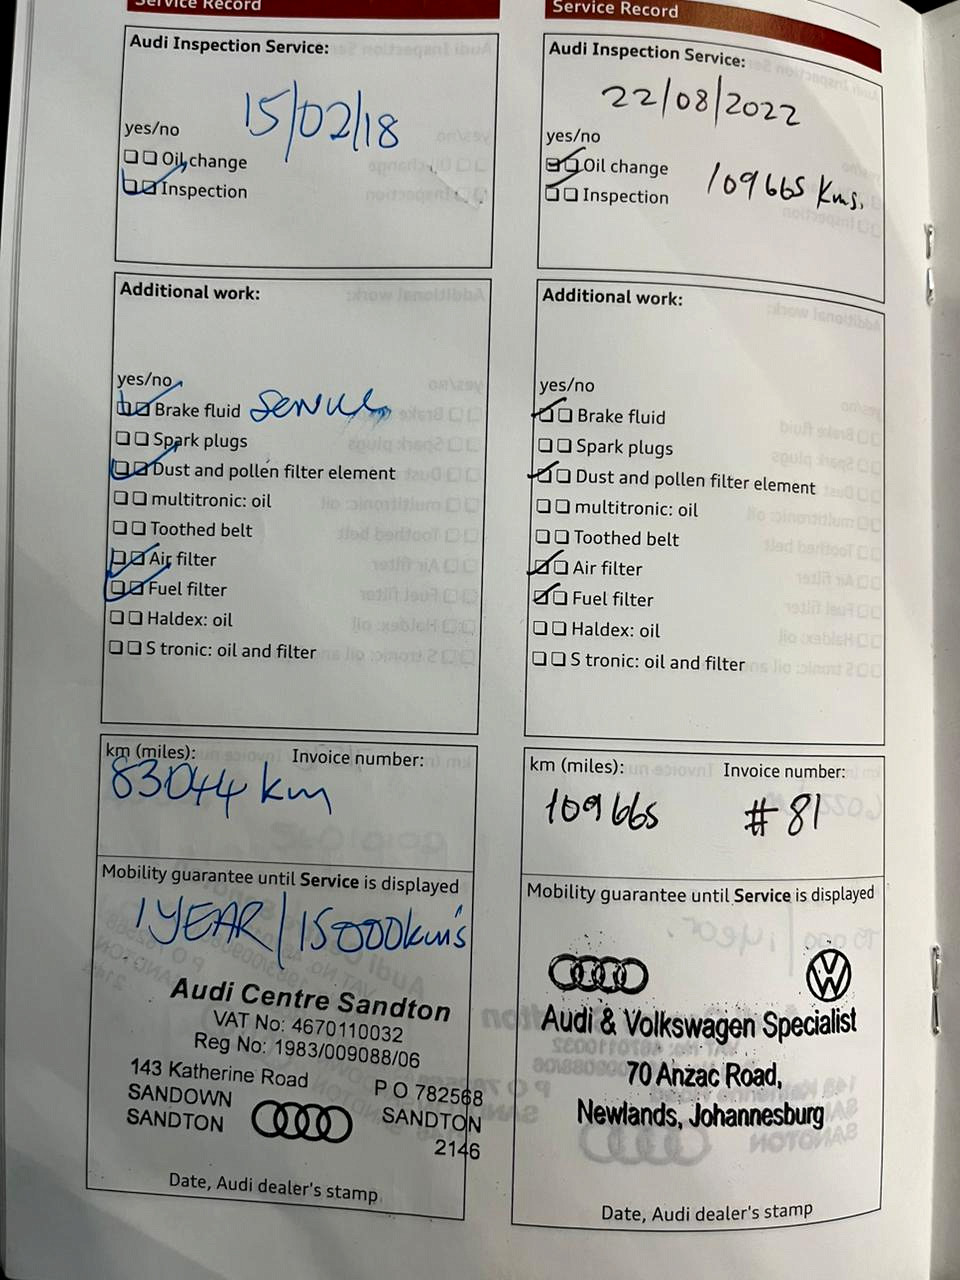 Service Record
Audi Inspection Service:
15/02/18
yes/no
Oil change
Inspection
Additional work:
yes/no
Brake fluid Service
Spark plugs
Dust and pollen filter element
multitronic: oil
Toothed belt
Air filter
Fuel filter
Haldex: oil
S tronic: oil and filter
km (miles): Invoice number:
83044 km
Mobility guarantee until Service is displayed
1 YEAR / 15000km's
Audi Centre Sandton
VAT No: 4670110032
Reg No: 1983/009088/06
143 Katherine Road P O 782568
SANDOWN SANDTON
SANDTON 2146
Date, Audi dealer's stamp
Service Record
Audi Inspection Service:
22/08/2022
yes/no
Oil change
109665 Kms.
Inspection
Additional work:
yes/no
Brake fluid
Spark plugs
Dust and pollen filter element
multitronic: oil
Toothed belt
Air filter
Fuel filter
Haldex: oil
S tronic: oil and filter
km (miles): Invoice number:
109665 #81
Mobility guarantee until Service is displayed
Audi & Volkswagen Specialist
70 Anzac Road,
Newlands, Johannesburg
Date, Audi dealer's stamp